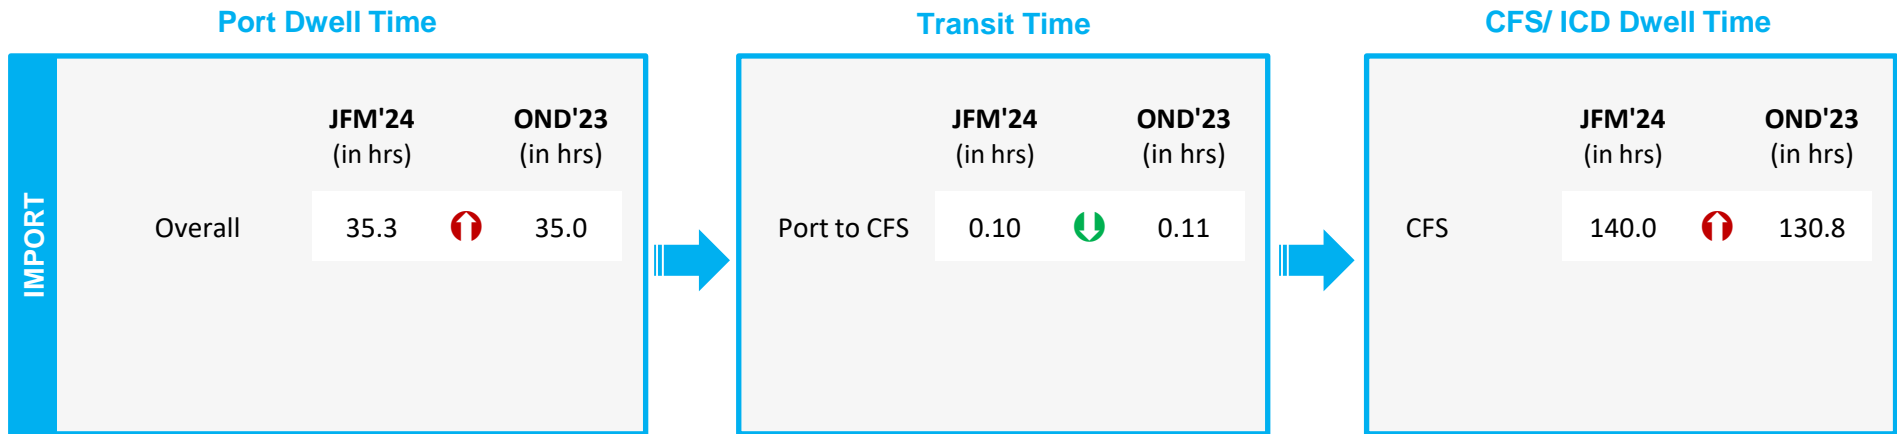 Port Dwell Time
Transit Time
CFS/ ICD Dwell Time
IMPORT
JFM'24 OND'23
(in hrs) (in hrs)
Overall 35.3 35.0
JFM'24 OND'23
(in hrs) (in hrs)
Port to CFS 0.10 0.11
JFM'24 OND'23
(in hrs) (in hrs)
CFS 140.0 130.8